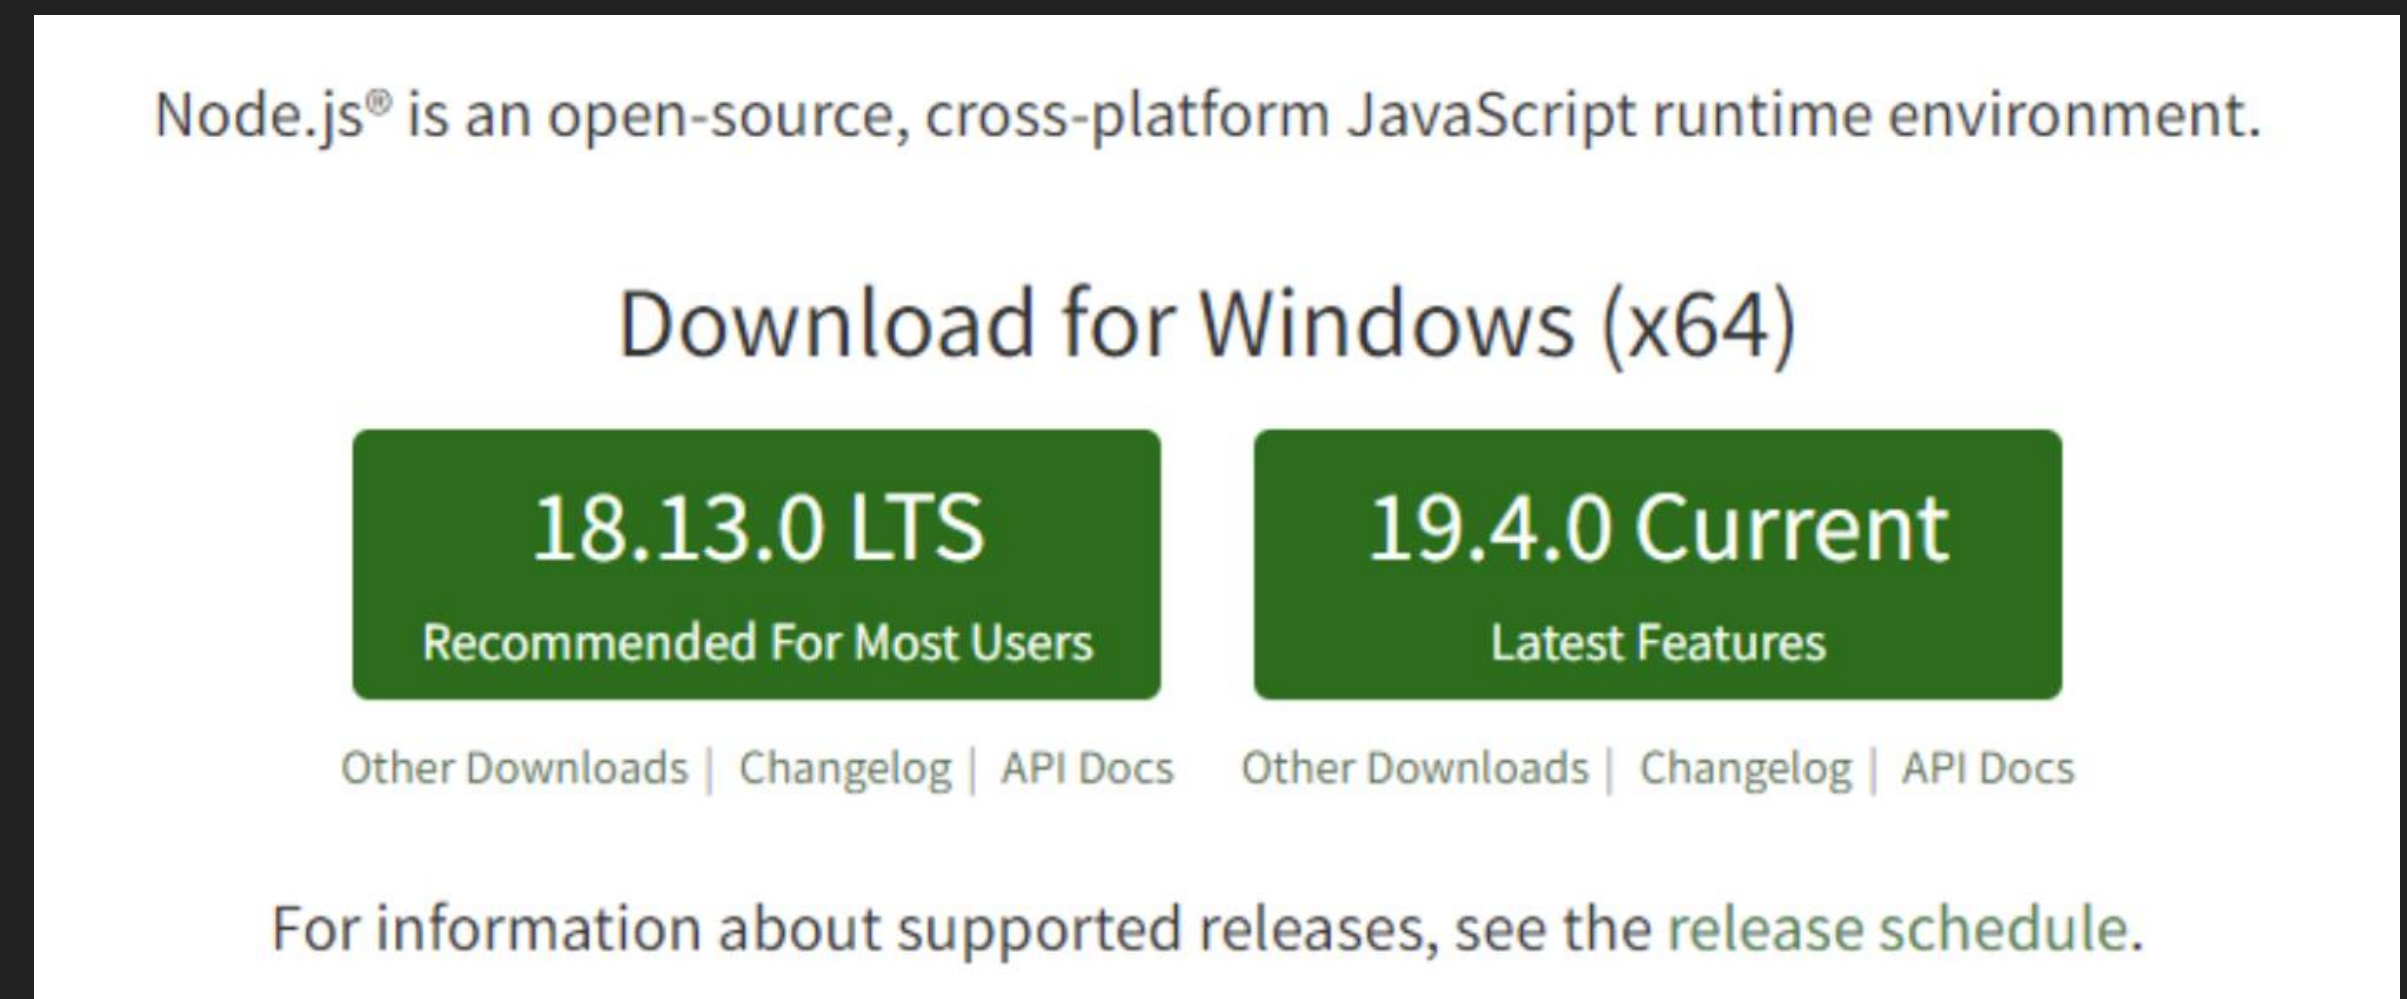 Node.js® is an open-source, cross-platform JavaScript runtime environment.
Download for Windows (x64)
18.13.0 LTS
Recommended For Most Users
19.4.0 Current
Latest Features
Other Downloads | Changelog | API Docs
Other Downloads | Changelog | API Docs
For information about supported releases, see the release schedule.